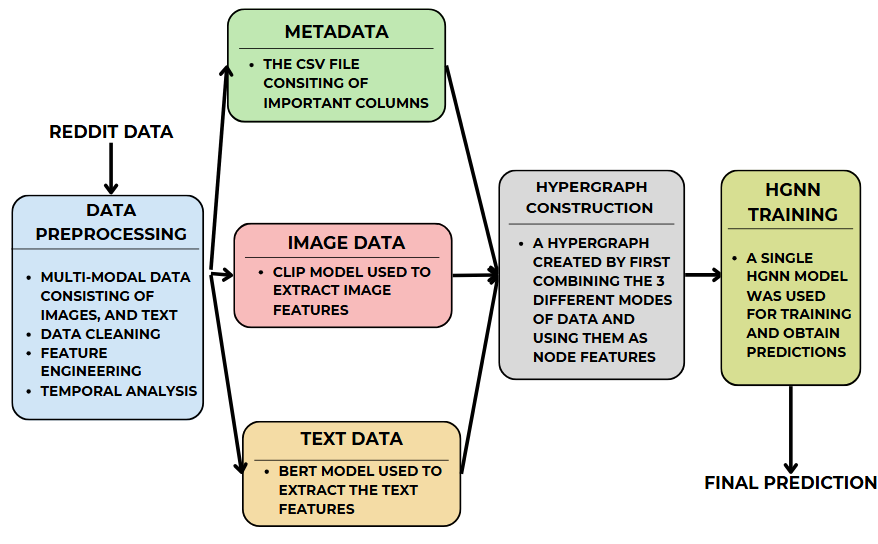 REDDIT DATA
DATA
PREPROCESSING
• MULTI-MODAL DATA
CONSISTING OF
IMAGES, AND TEXT
• DATA CLEANING
• FEATURE
ENGINEERING
• TEMPORAL ANALYSIS
METADATA
• THE CSV FILE
CONSITING OF
IMPORTANT COLUMNS
IMAGE DATA
• CLIP MODEL USED TO
EXTRACT IMAGE
FEATURES
TEXT DATA
• BERT MODEL USED TO
EXTRACT THE TEXT
FEATURES
HYPERGRAPH
CONSTRUCTION
• A HYPERGRAPH
CREATED BY FIRST
COMBINING THE 3
DIFFERENT MODES
OF DATA AND
USING THEM AS
NODE FEATURES
HGNN
TRAINING
• A SINGLE
HGNN MODEL
WAS USED
FOR TRAINING
AND OBTAIN
PREDICTIONS
FINAL PREDICTION